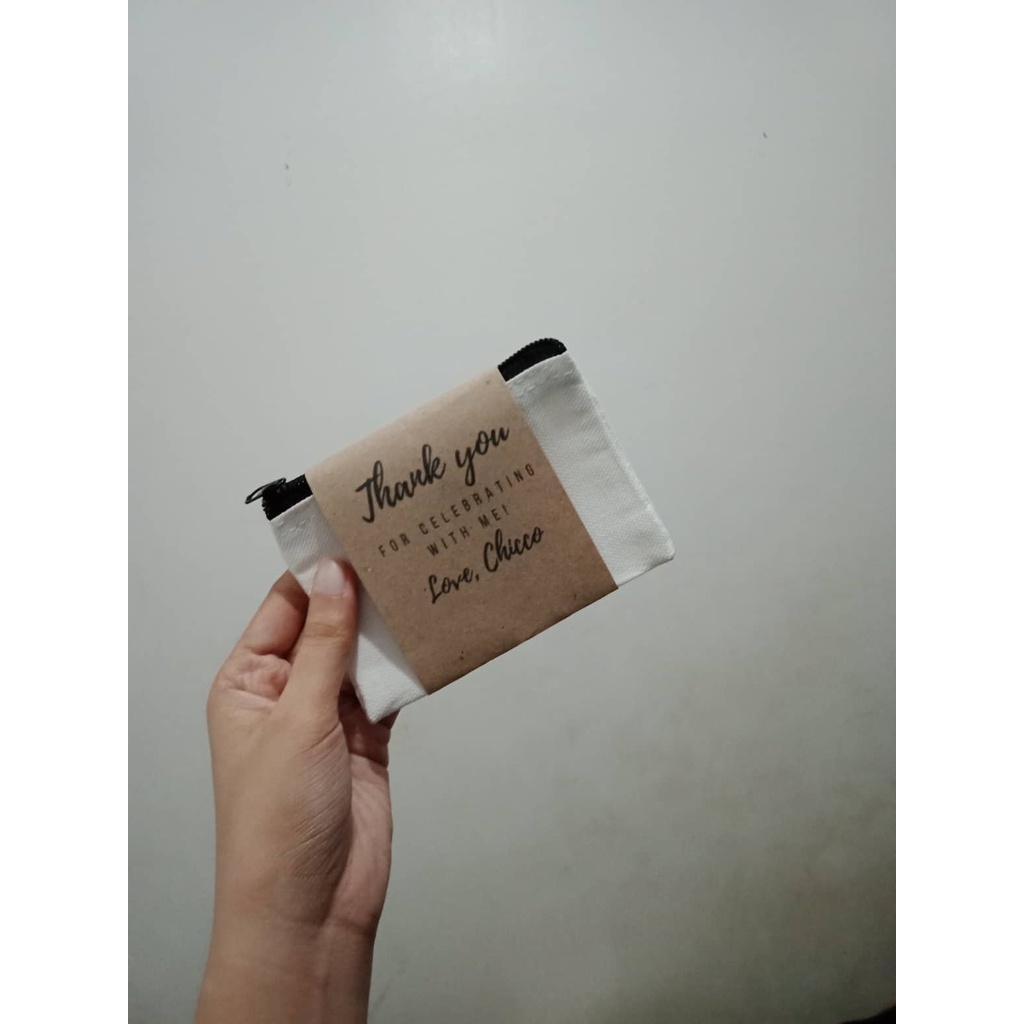 Thank you
FOR CELEBRATING
WITH ME!
Love, Chicco